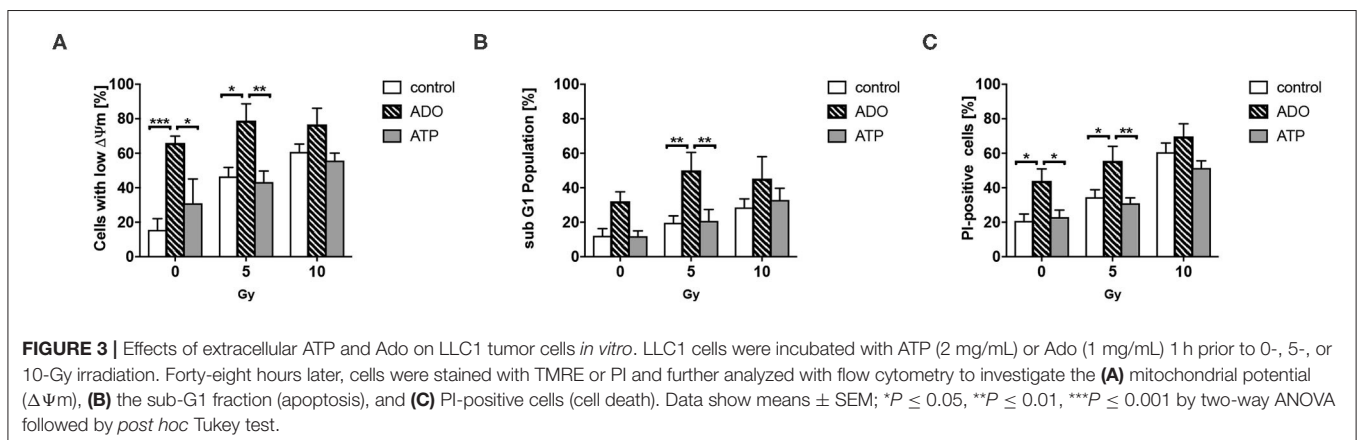 A
Cells with low ΔΨm [%]
100
80
60
40
20
0
*** * * **
0 5 10
Gy
control
ADO
ATP
B
sub G1 Population [%]
100
80
60
40
20
0
** **
0 5 10
Gy
control
ADO
ATP
C
PI-positive cells [%]
100
80
60
40
20
0
* * * **
0 5 10
Gy
control
ADO
ATP
FIGURE 3 | Effects of extracellular ATP and Ado on LLC1 tumor cells in vitro. LLC1 cells were incubated with ATP (2 mg/mL) or Ado (1 mg/mL) 1 h prior to 0-, 5-, or
10-Gy irradiation. Forty-eight hours later, cells were stained with TMRE or PI and further analyzed with flow cytometry to investigate the (A) mitochondrial potential
(ΔΨm), (B) the sub-G1 fraction (apoptosis), and (C) PI-positive cells (cell death). Data show means ± SEM; *P ≤ 0.05, **P ≤ 0.01, ***P ≤ 0.001 by two-way ANOVA
followed by post hoc Tukey test.